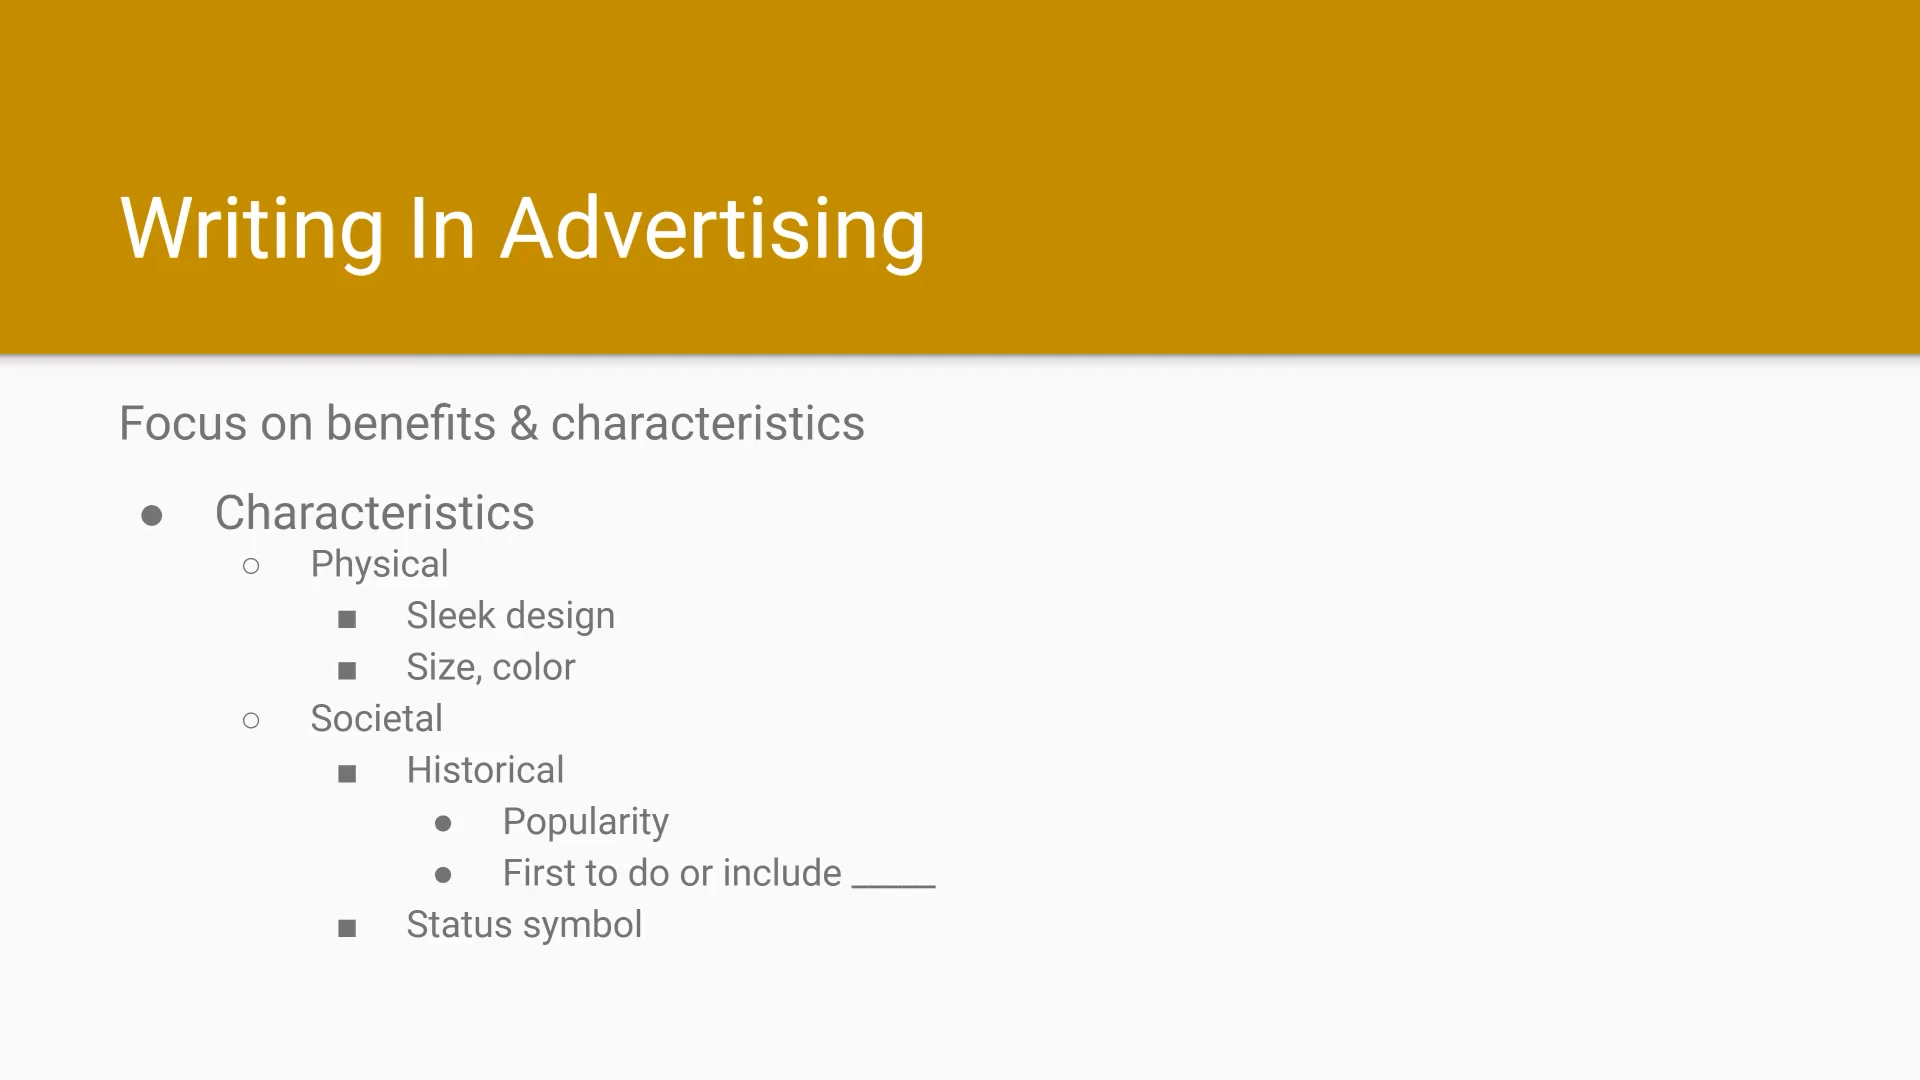 Writing In Advertising
Focus on benefits & characteristics
● Characteristics
○ Physical
■ Sleek design
■ Size, color
○ Societal
■ Historical
● Popularity
● First to do or include _____
■ Status symbol